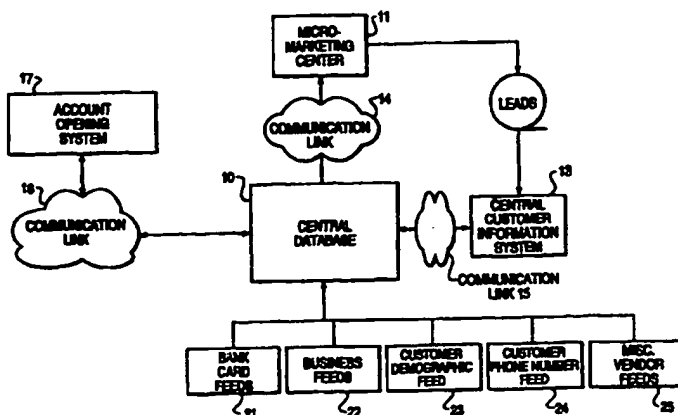 11
MICRO-
MARKETING
CENTER
17
ACCOUNT
OPENING
SYSTEM
14
COMMUNICATION
LINK
LEADS
18
COMMUNICATION
LINK
10
CENTRAL
DATABASE
13
CENTRAL
CUSTOMER
INFORMATION
SYSTEM
COMMUNICATION
LINK 15
BANK
CARD
FEEDS
BUSINESS
FEEDS
CUSTOMER
DEMOGRAPHIC
FEED
CUSTOMER
PHONE NUMBER
FEED
MISC.
VENDOR
FEEDS
21
22
23
24
25